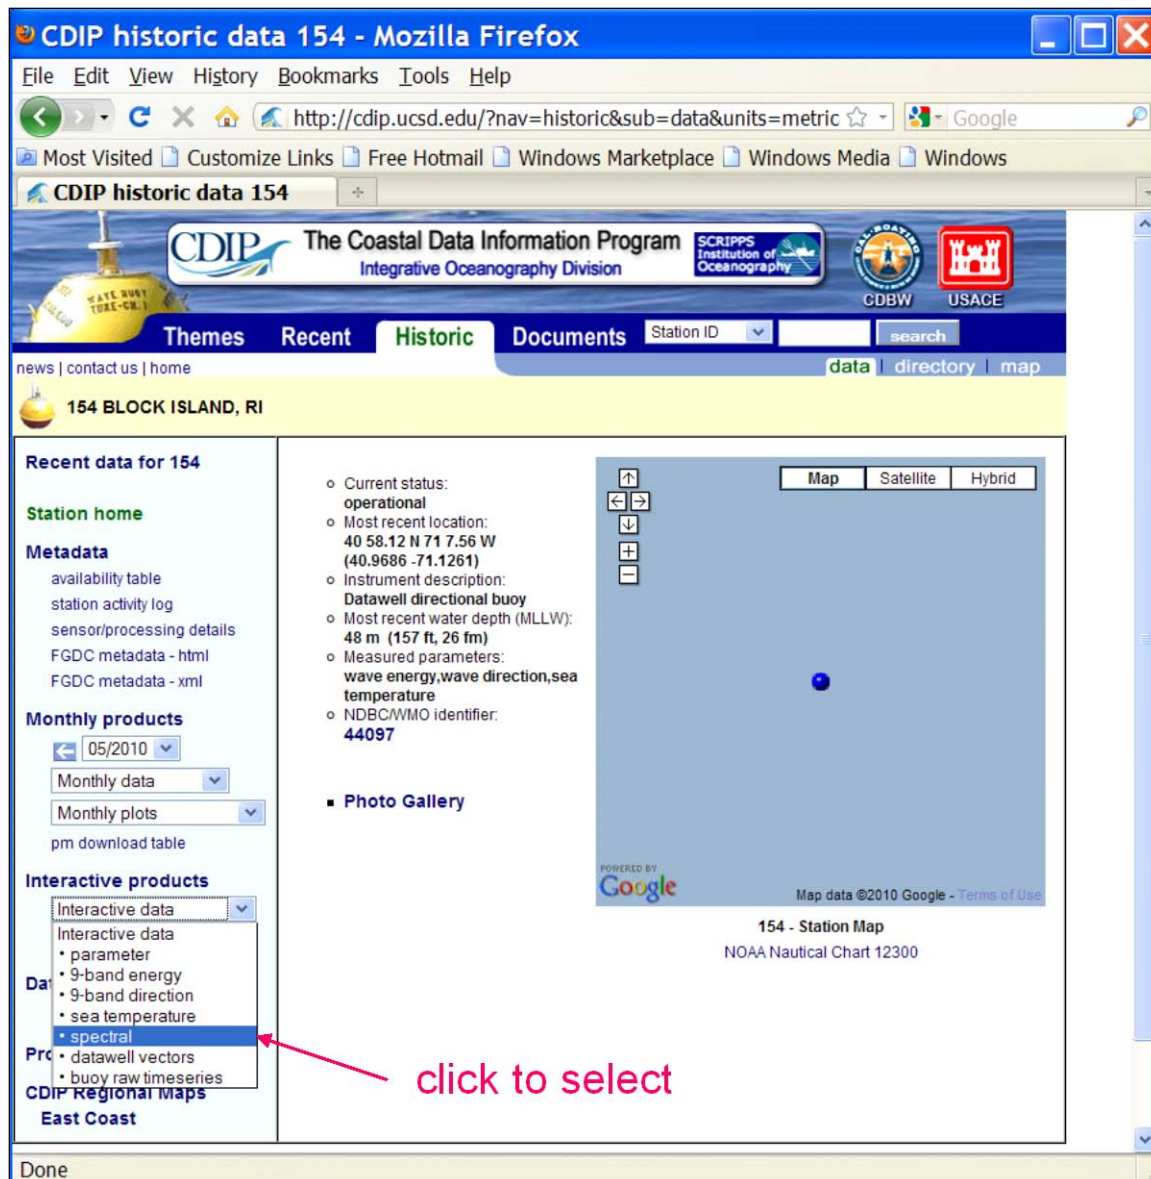 CDIP historic data 154 - Mozilla Firefox
File Edit View History Bookmarks Tools Help
http://cdip.ucsd.edu/?nav=historic&sub=data&units=metric
Google
Most Visited Customize Links Free Hotmail Windows Marketplace Windows Media Windows
CDIP historic data 154
CDIP
The Coastal Data Information Program
Integrative Oceanography Division
SCRIPPS
Institution of
Oceanography
CAL-BOATING
CDBW USACE
WAVE BUOY
Themes Recent Historic Documents Station ID search
news | contact us | home
data | directory | map
154 BLOCK ISLAND, RI
Recent data for 154
Station home
Metadata
availability table
station activity log
sensor/processing details
FGDC metadata - html
FGDC metadata - xml
Monthly products
05/2010
Monthly data
Monthly plots
pm download table
Interactive products
Interactive data
Interactive data
• parameter
• 9-band energy
• 9-band direction
• sea temperature
• spectral
• datawell vectors
• buoy raw timeseries
Da
Pro
CDIP Regional Maps
East Coast
Current status:
operational
Most recent location:
40 58.12 N 71 7.56 W
(40.9686 -71.1261)
Instrument description:
Datawell directional buoy
Most recent water depth (MLLW):
48 m (157 ft, 26 fm)
Measured parameters:
wave energy,wave direction,sea
temperature
NDBC/WMO identifier:
44097
Photo Gallery
Map Satellite Hybrid
POWERED BY
Google
Map data ©2010 Google - Terms of Use
154 - Station Map
NOAA Nautical Chart 12300
click to select
Done